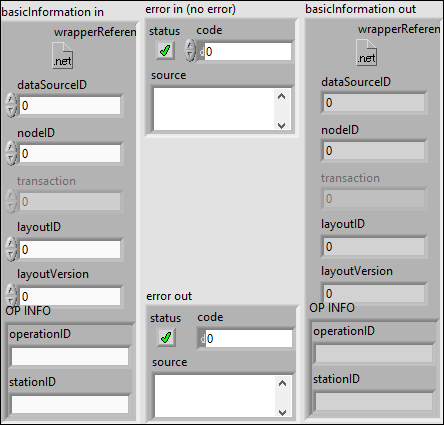 basicInformation in
wrapperReferen
.net
dataSourceID
0
nodeID
0
transaction
0
layoutID
0
layoutVersion
0
OP INFO
operationID
stationID
error in (no error)
status code
d0
source
error out
status code
d0
source
basicInformation out
wrapperReferen
.net
dataSourceID
0
nodeID
0
transaction
0
layoutID
0
layoutVersion
0
OP INFO
operationID
stationID